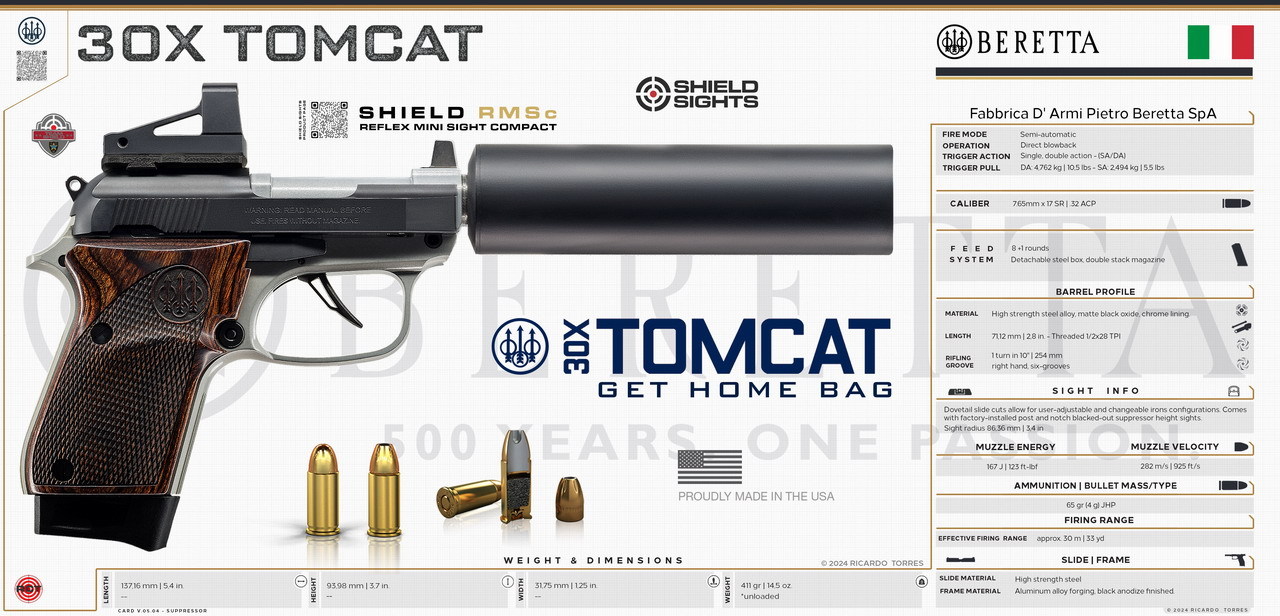 30X TOMCAT
SHIELD SIGHTS PRODUCT PAGE
SHIELD RMSc
REFLEX MINI SIGHT COMPACT
SHIELD
SIGHTS
WARNING: READ MANUAL BEFORE
USE. FIRES WITHOUT MAGAZINE.
BERETTA
500 YEARS, ONE PASSION.
30X
TOMCAT
GET HOME BAG
PROUDLY MADE IN THE USA
© 2024 RICARDO TORRES
BERETTA
Fabbrica D' Armi Pietro Beretta SpA
FIRE MODE Semi-automatic
OPERATION Direct blowback
TRIGGER ACTION Single, double action - (SA/DA)
TRIGGER PULL DA: 4,762 kg | 10,5 lbs - SA: 2,494 kg | 5,5 lbs
CALIBER 7.65mm x 17 SR | .32 ACP
FEED 8 +1 rounds
SYSTEM Detachable steel box, double stack magazine
BARREL PROFILE
MATERIAL High strength steel alloy, matte black oxide, chrome lining.
LENGTH 71,12 mm | 2,8 in. - Threaded 1/2x28 TPI
RIFLING 1 turn in 10" | 254 mm
GROOVE right hand, six-grooves
SIGHT INFO
Dovetail slide cuts allow for user-adjustable and changeable irons configurations. Comes
with factory-installed post and notch blacked-out suppressor height sights.
Sight radius 86,36 mm | 3,4 in
MUZZLE ENERGY MUZZLE VELOCITY
167 J | 123 ft-lbf 282 m/s | 925 ft/s
AMMUNITION | BULLET MASS/TYPE
65 gr (4 g) JHP
FIRING RANGE
EFFECTIVE FIRING RANGE approx. 30 m | 33 yd
SLIDE | FRAME
SLIDE MATERIAL High strength steel
FRAME MATERIAL Aluminum alloy forging, black anodize finished.
© 2024 RICARDO TORRES
WEIGHT & DIMENSIONS
LENGTH 137,16 mm | 5,4 in.
--
HEIGHT 93,98 mm | 3,7 in.
--
WIDTH 31,75 mm | 1,25 in.
--
WEIGHT 411 gr | 14,5 oz.
*unloaded
CARD V.05.04 - SUPPRESSOR